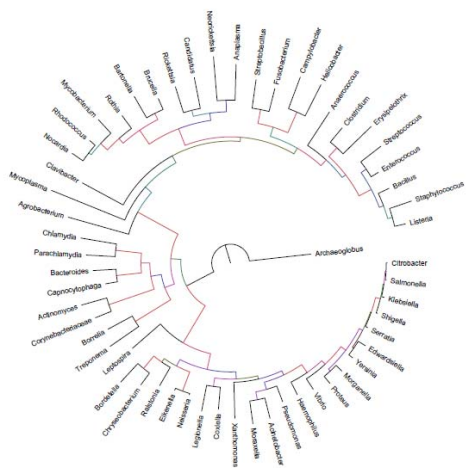 Archaeoglobus
Citrobacter
Salmonella
Klebsiella
Shigella
Serratia
Edwardsiella
Yersinia
Morganella
Proteus
Vibrio
Haemophilus
Pseudomonas
Acinetobacter
Moraxella
Xanthomonas
Coxiella
Legionella
Neisseria
Eikenella
Ralstonia
Chryseobacterium
Bordetella
Leptospira
Treponema
Borrelia
Corynebacteriaceae
Actinomyces
Capnocytophaga
Bacteroides
Parachlamydia
Chlamydia
Agrobacterium
Mycoplasma
Clavibacter
Nocardia
Rhodococcus
Mycobacterium
Rothia
Bartonella
Brucella
Rickettsia
Candidatus
Neorickettsia
Anaplasma
Streptobacillus
Fusobacterium
Campylobacter
Helicobacter
Anaerococcus
Clostridium
Erysipelothrix
Streptococcus
Enterococcus
Bacillus
Staphylococcus
Listeria